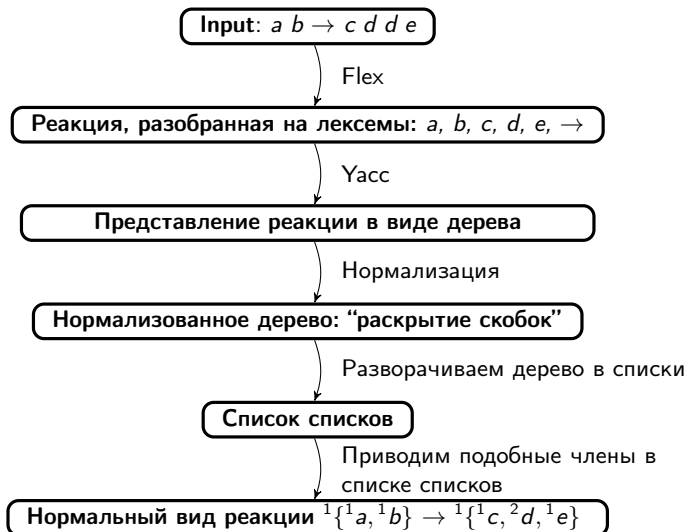 Input: a b → c d d e
Flex
Реакция, разобранная на лексемы: a, b, c, d, e, →
Yacc
Представление реакции в виде дерева
Нормализация
Нормализованное дерево: “раскрытие скобок”
Разворачиваем дерево в списки
Список списков
Приводим подобные члены в
списке списков
Нормальный вид реакции ¹{¹a, ¹b} → ¹{¹c, ²d, ¹e}